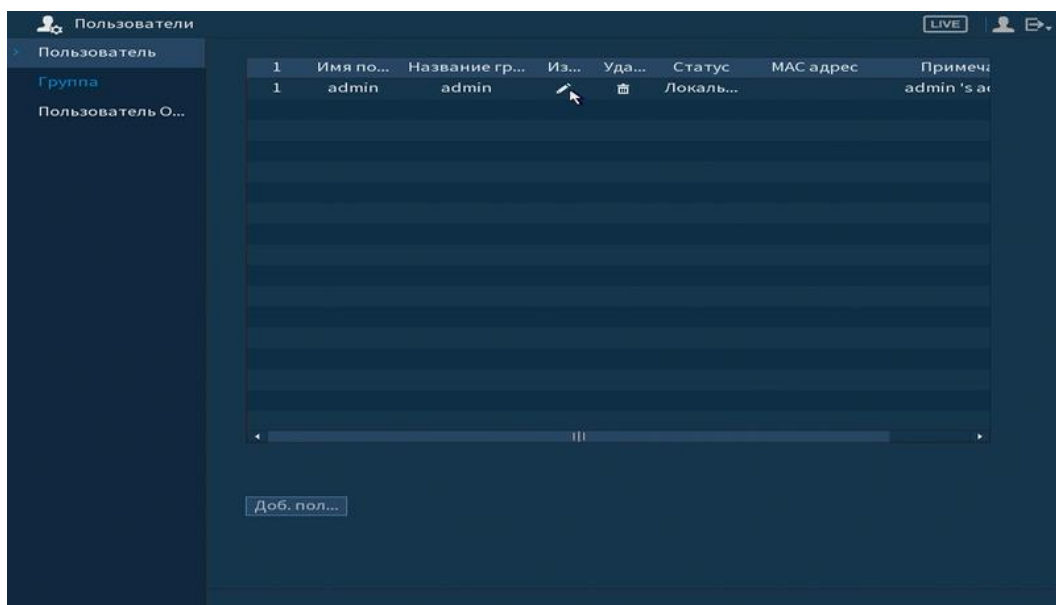 Пользователи LIVE
Пользователь
Группа
Пользователь О...
1 Имя по... Название гр... Из... Уда... Статус MAC адрес Примеча
1 admin admin Локаль... admin 's a
Доб. пол...